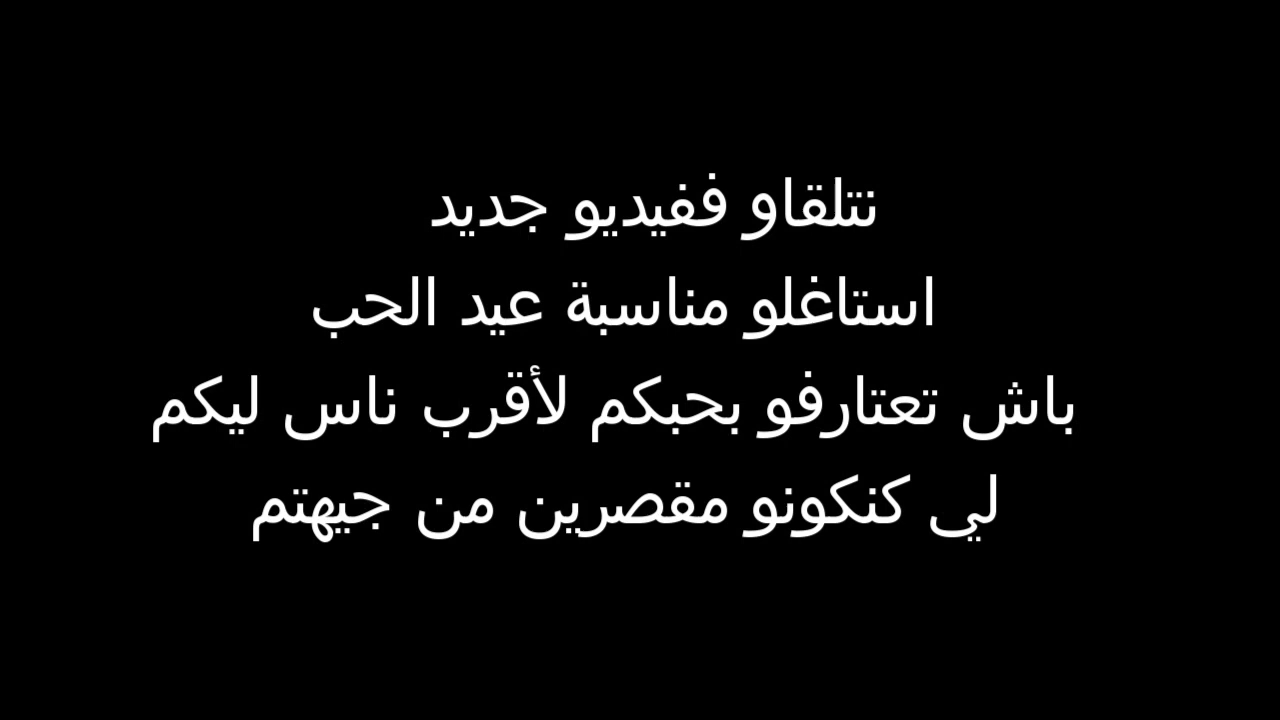 نتلقاو ففيديو جديد
استاغلو مناسبة عيد الحب
باش تعتارفو بحبكم لأقرب ناس ليكم
لي كنكونو مقصرين من جيهتم